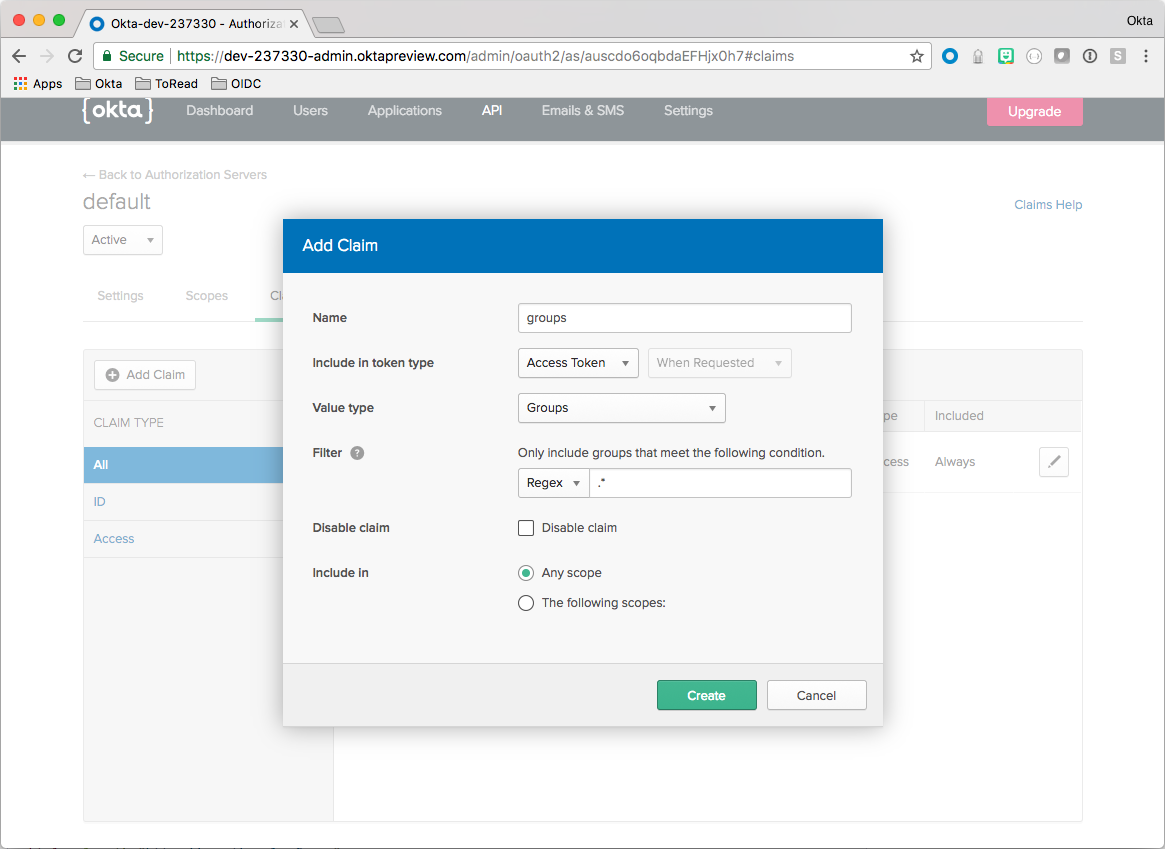 Okta-dev-237330 - Authoriza
Okta
Secure https://dev-237330-admin.oktapreview.com/admin/oauth2/as/auscdo6oqbdaEFHjx0h7#claims
Apps Okta ToRead OIDC
{okta} Dashboard Users Applications API Emails & SMS Settings Upgrade
← Back to Authorization Servers
default
Claims Help
Active
Settings Scopes Cl
Add Claim
Name groups
Include in token type Access Token When Requested
Value type Groups
Filter ? Only include groups that meet the following condition.
Regex .*
Disable claim Disable claim
Include in Any scope
The following scopes:
Create Cancel
Add Claim
CLAIM TYPE
All
ID
Access
pe Included
cess Always